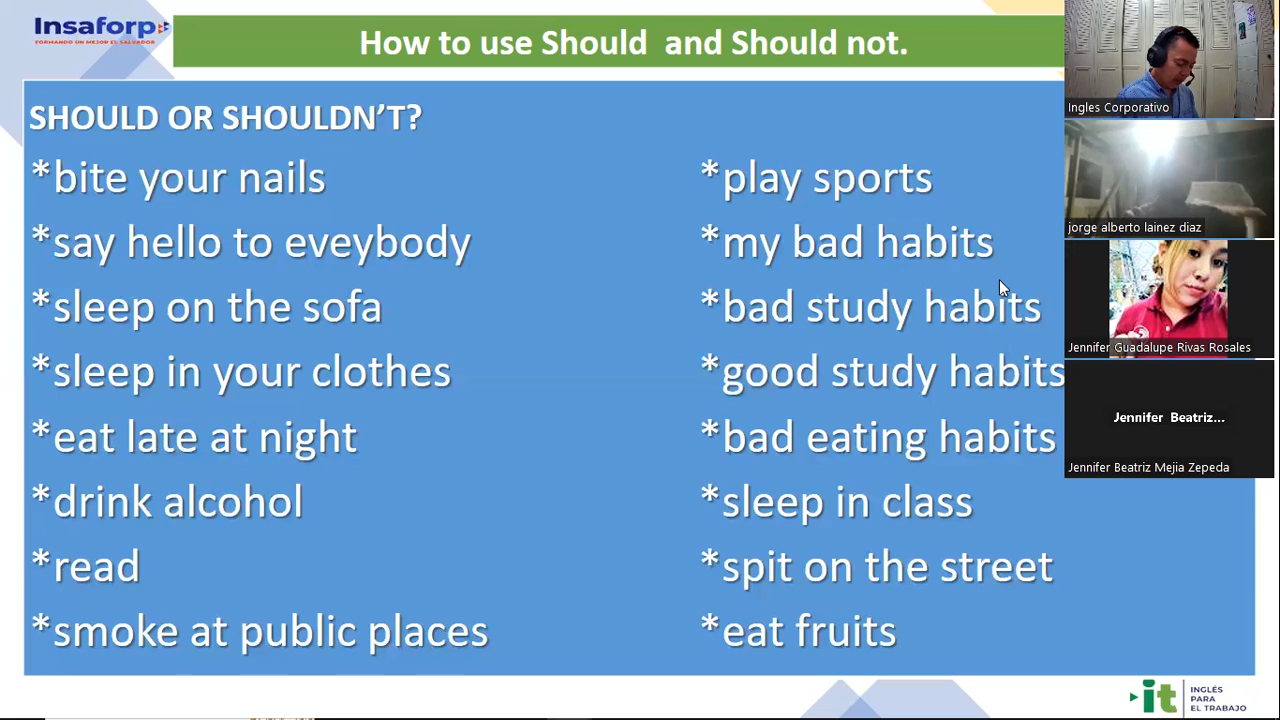 Insaforp
FORMANDO UN MEJOR EL SALVADOR
How to use Should and Should not.
SHOULD OR SHOULDN'T?
*bite your nails
*say hello to eveybody
*sleep on the sofa
*sleep in your clothes
*eat late at night
*drink alcohol
*read
*smoke at public places
*play sports
*my bad habits
*bad study habits
*good study habits
*bad eating habits
*sleep in class
*spit on the street
*eat fruits
Ingles Corporativo
jorge alberto lainez diaz
Jennifer Guadalupe Rivas Rosales
Jennifer Beatriz...
Jennifer Beatriz Mejia Zepeda
it
INGLÉS
PARA
EL TRABAJO